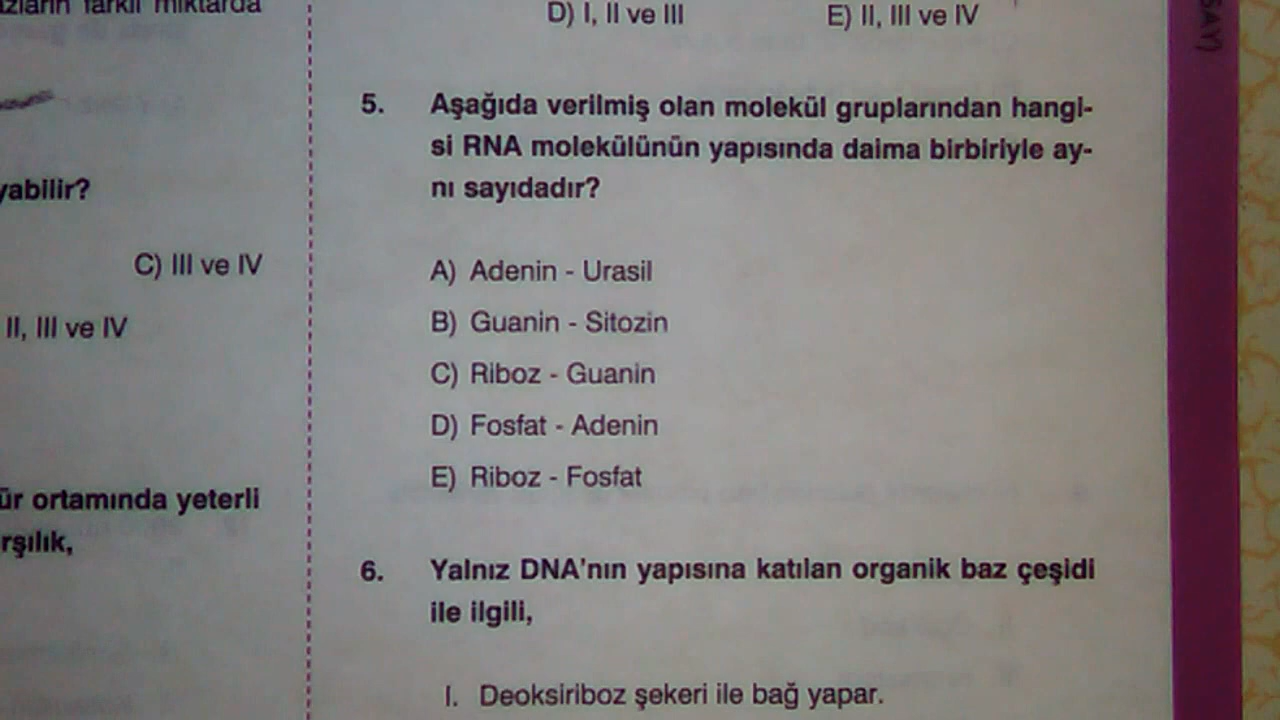 miktarda
yabilir?
C) III ve IV
II, III ve IV
ür ortamında yeterli
rşılık,
D) I, II ve III
E) II, III ve IV
5. Aşağıda verilmiş olan molekül gruplarından hangi-
si RNA molekülünün yapısında daima birbiriyle ay-
nı sayıdadır?
A) Adenin - Urasil
B) Guanin - Sitozin
C) Riboz - Guanin
D) Fosfat - Adenin
E) Riboz - Fosfat
6. Yalnız DNA'nın yapısına katılan organik baz çeşidi
ile ilgili,
I. Deoksiriboz şekeri ile bağ yapar.
SAY)